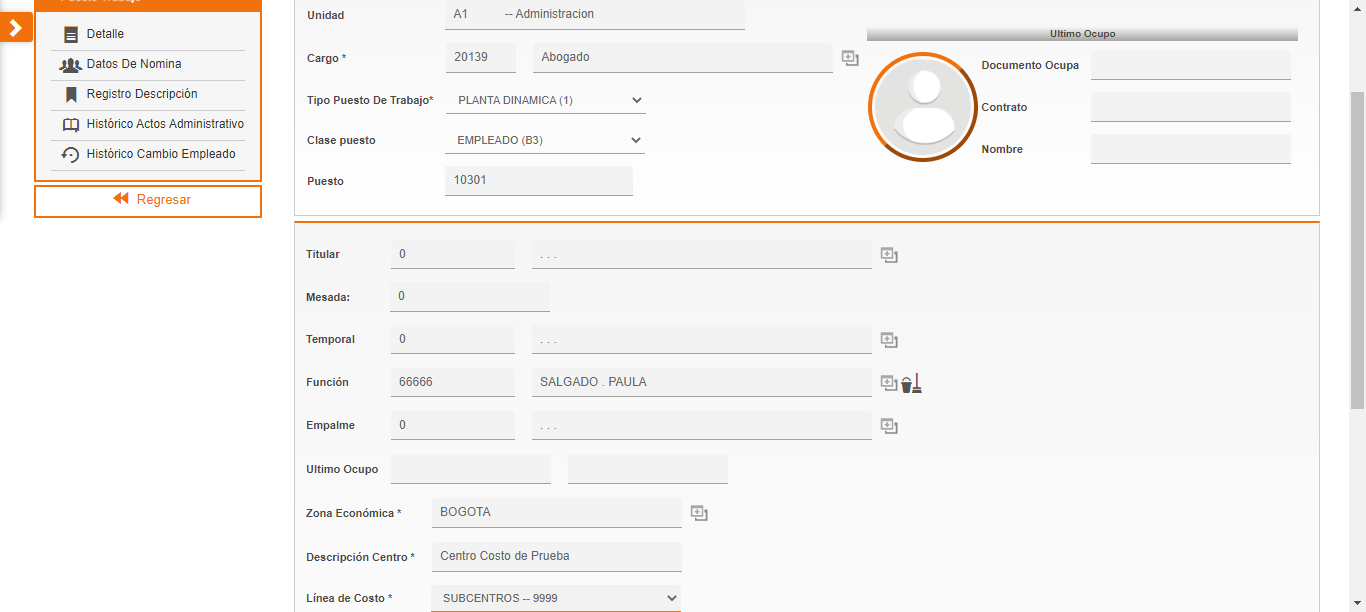 Detalle
Datos De Nomina
Registro Descripción
Histórico Actos Administrativo
Histórico Cambio Empleado
Regresar
Unidad A1 -- Administracion
Cargo * 20139 Abogado
Tipo Puesto De Trabajo* PLANTA DINAMICA (1)
Clase puesto EMPLEADO (B3)
Puesto 10301
Ultimo Ocupo
Documento Ocupa
Contrato
Nombre
Titular 0 . . .
Mesada: 0
Temporal 0 . . .
Función 66666 SALGADO . PAULA
Empalme 0 . . .
Ultimo Ocupo
Zona Económica * BOGOTA
Descripción Centro * Centro Costo de Prueba
Línea de Costo * SUBCENTROS -- 9999